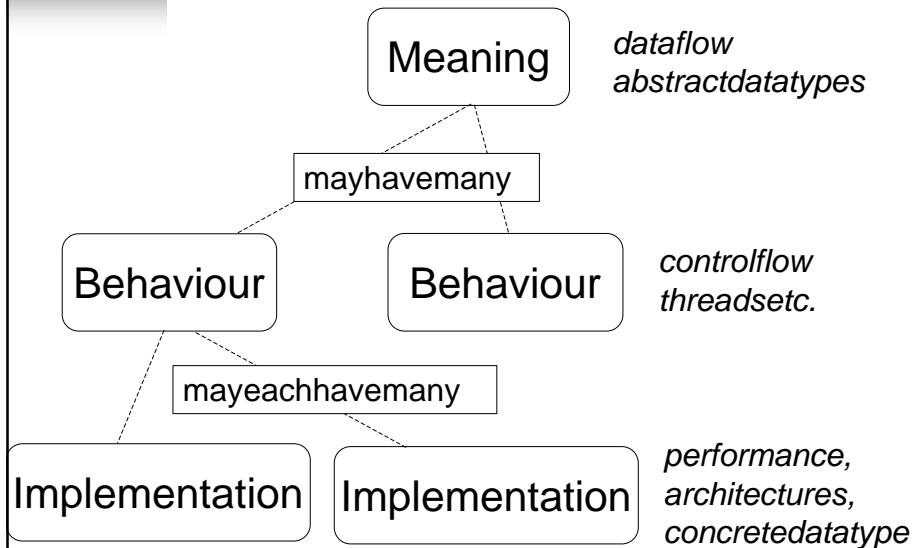 Meaning
dataflow
abstractdatatypes
mayhavemany
Behaviour
Behaviour
controlflow
threadsetc.
mayeachhavemany
Implementation
Implementation
performance,
architectures,
concretedatatype